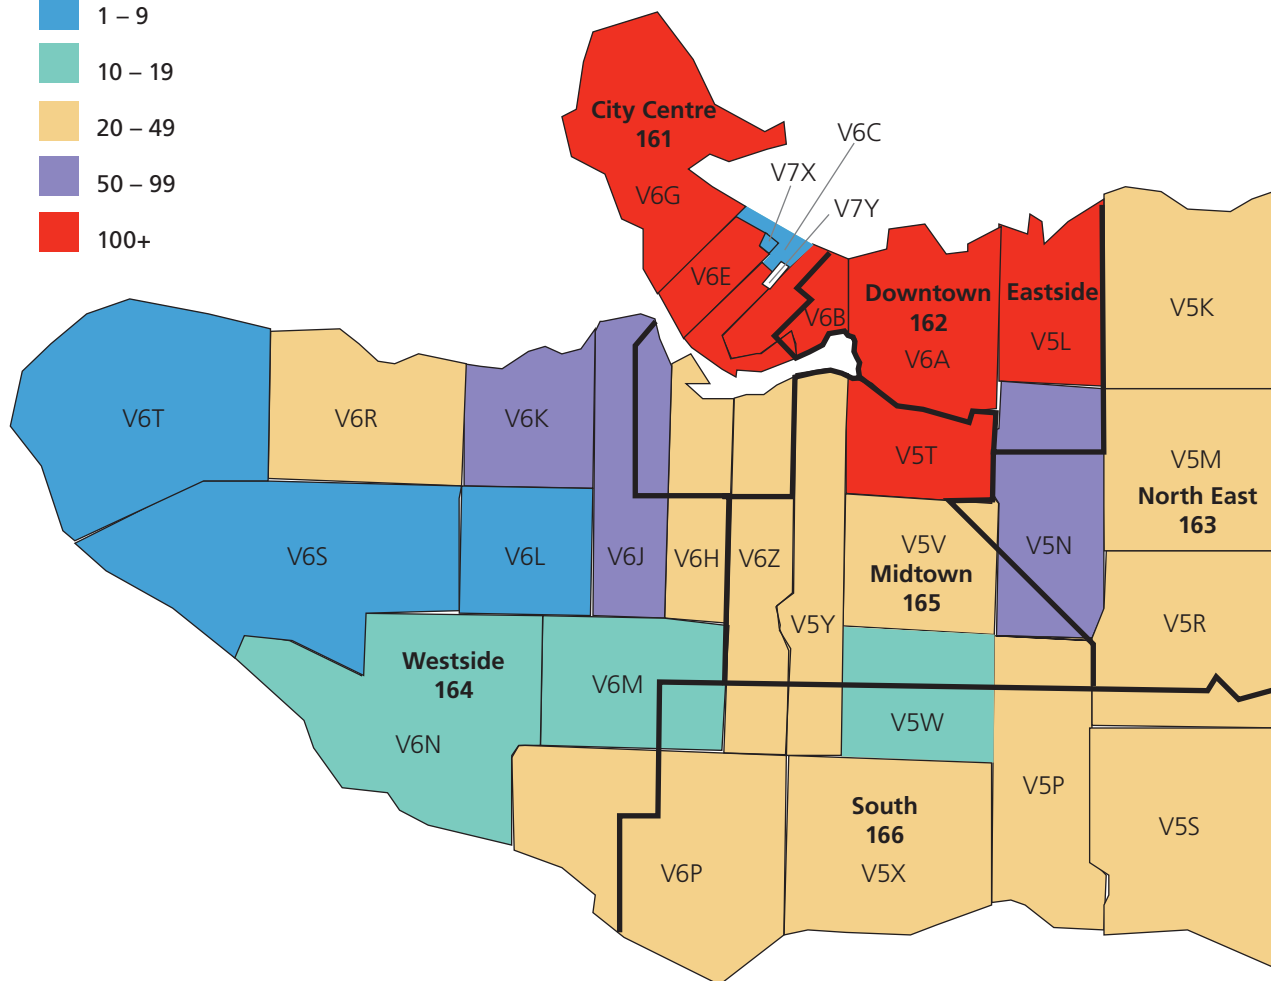 1 – 9
10 – 19
20 – 49
50 – 99
100+
City Centre
161
V6C
V7X
V7Y
V6G
V6E
V6B
Downtown
162
V6A
Eastside
V5L
V5K
V6T
V6R
V6K
V5T
V5M
North East
163
V6S
V6L
V6J
V6H
V6Z
V5V
Midtown
165
V5N
V5Y
V5R
Westside
164
V6M
V6N
V5W
V5P
South
166
V5X
V6P
V5S